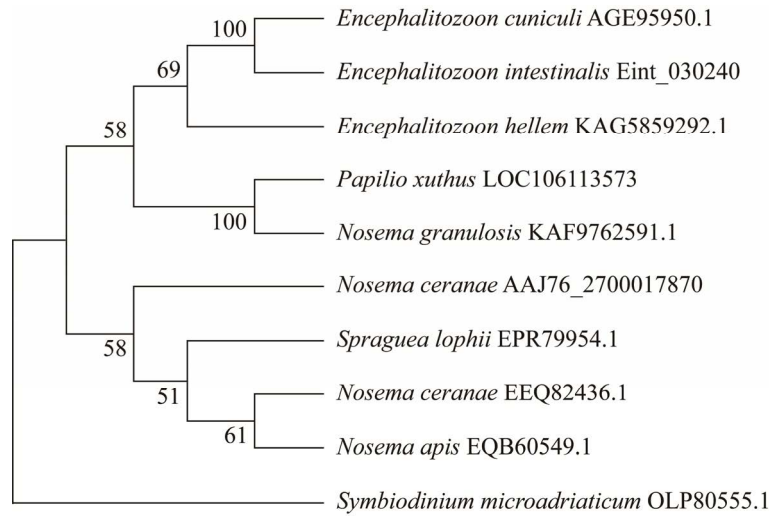 Encephalitozoon cuniculi AGE95950.1
100
Encephalitozoon intestinalis Eint_030240
69
Encephalitozoon hellem KAG5859292.1
58
Papilio xuthus LOC106113573
100
Nosema granulosis KAF9762591.1
Nosema ceranae AAJ76_2700017870
58
Spraguea lophii EPR79954.1
51
Nosema ceranae EEQ82436.1
61
Nosema apis EQB60549.1
Symbiodinium microadriaticum OLP80555.1